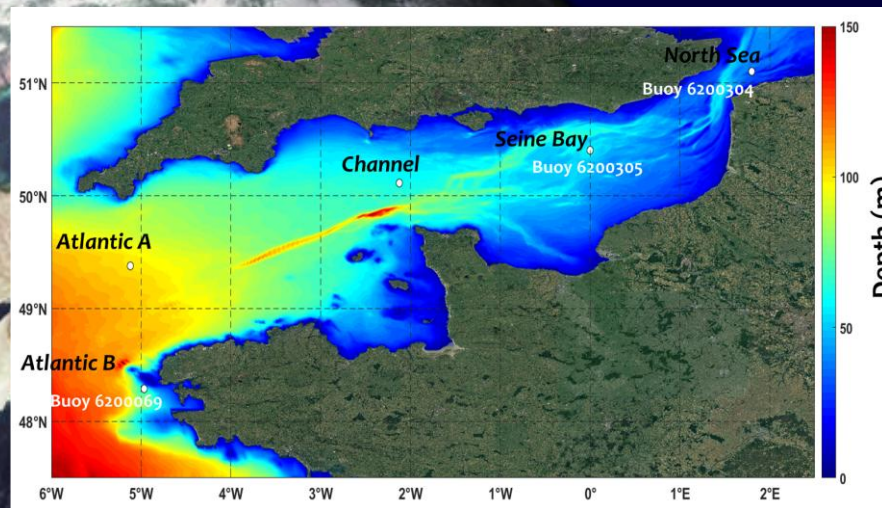 North Sea
Buoy 6200304
Seine Bay
Buoy 6200305
Channel
Atlantic A
Atlantic B
Buoy 6200069
51°N
50°N
49°N
48°N
6°W 5°W 4°W 3°W 2°W 1°W 0° 1°E 2°E
150
100
50
0
Depth (m)